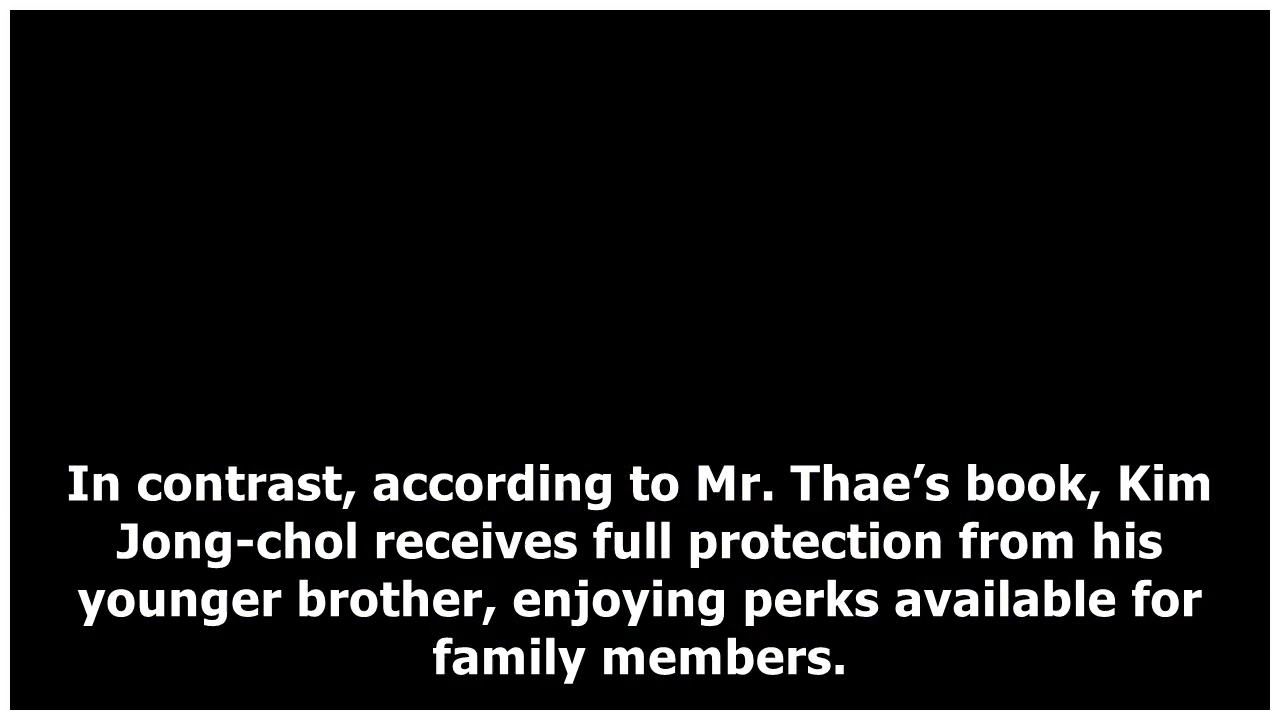 In contrast, according to Mr. Thae’s book, Kim
Jong-chol receives full protection from his
younger brother, enjoying perks available for
family members.